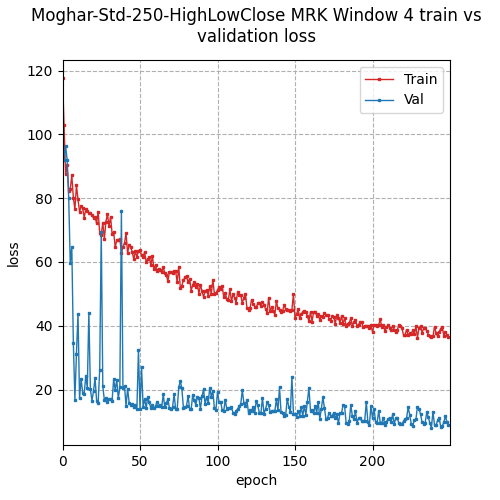 Moghar-Std-250-HighLowClose MRK Window 4 train vs
validation loss
120
100
80
60
40
20
loss
Train
Val
0
50
100
150
200
epoch